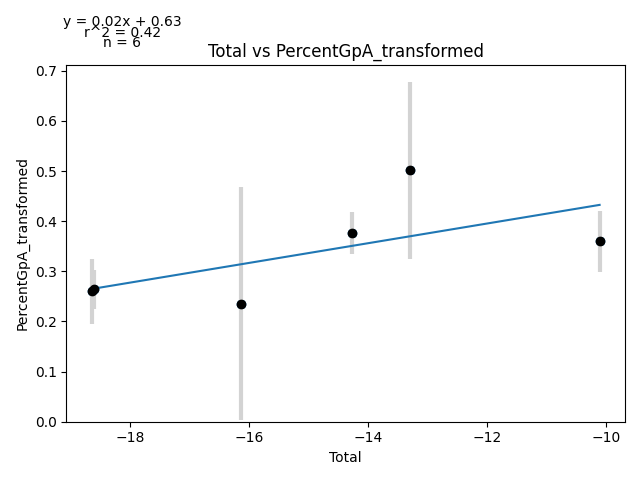 y = 0.02x + 0.63
r^2 = 0.42
n = 6
Total vs PercentGpA_transformed
0.7
0.6
0.5
0.4
0.3
0.2
0.1
0.0
PercentGpA_transformed
−18
−16
−14
−12
−10
Total